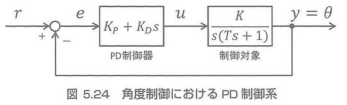 r
e
u
y = θ
+
−
K_P + K_D s
K
s(Ts + 1)
PD制御器
制御対象
図 5.24 角度制御における PD 制御系